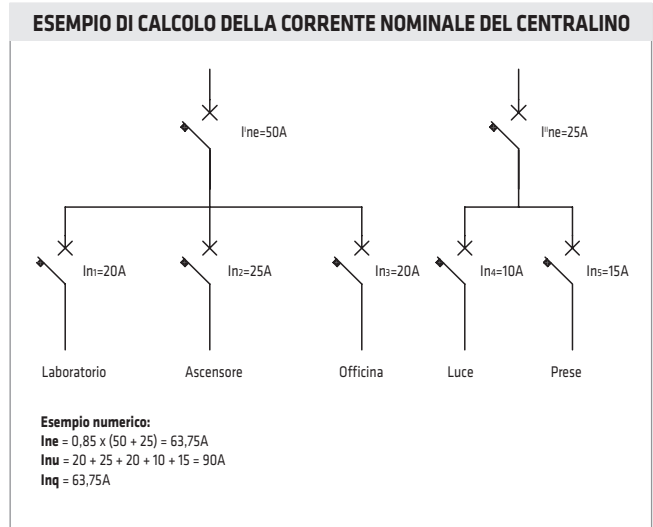 ESEMPIO DI CALCOLO DELLA CORRENTE NOMINALE DEL CENTRALINO
I'ne=50A
I''ne=25A
In1=20A
In2=25A
In3=20A
In4=10A
In5=15A
Laboratorio
Ascensore
Officina
Luce
Prese
Esempio numerico:
Ine = 0,85 x (50 + 25) = 63,75A
Inu = 20 + 25 + 20 + 10 + 15 = 90A
Inq = 63,75A